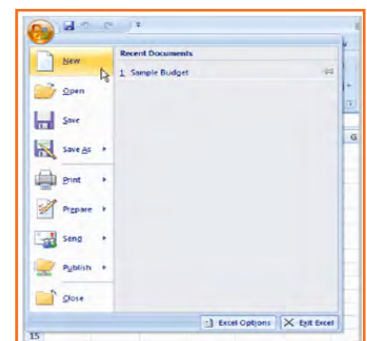 Recent Documents
1 Sample Budget
New
Open
Save
Save As
Print
Prepare
Send
Publish
Close
Excel Options
Exit Excel
G
15